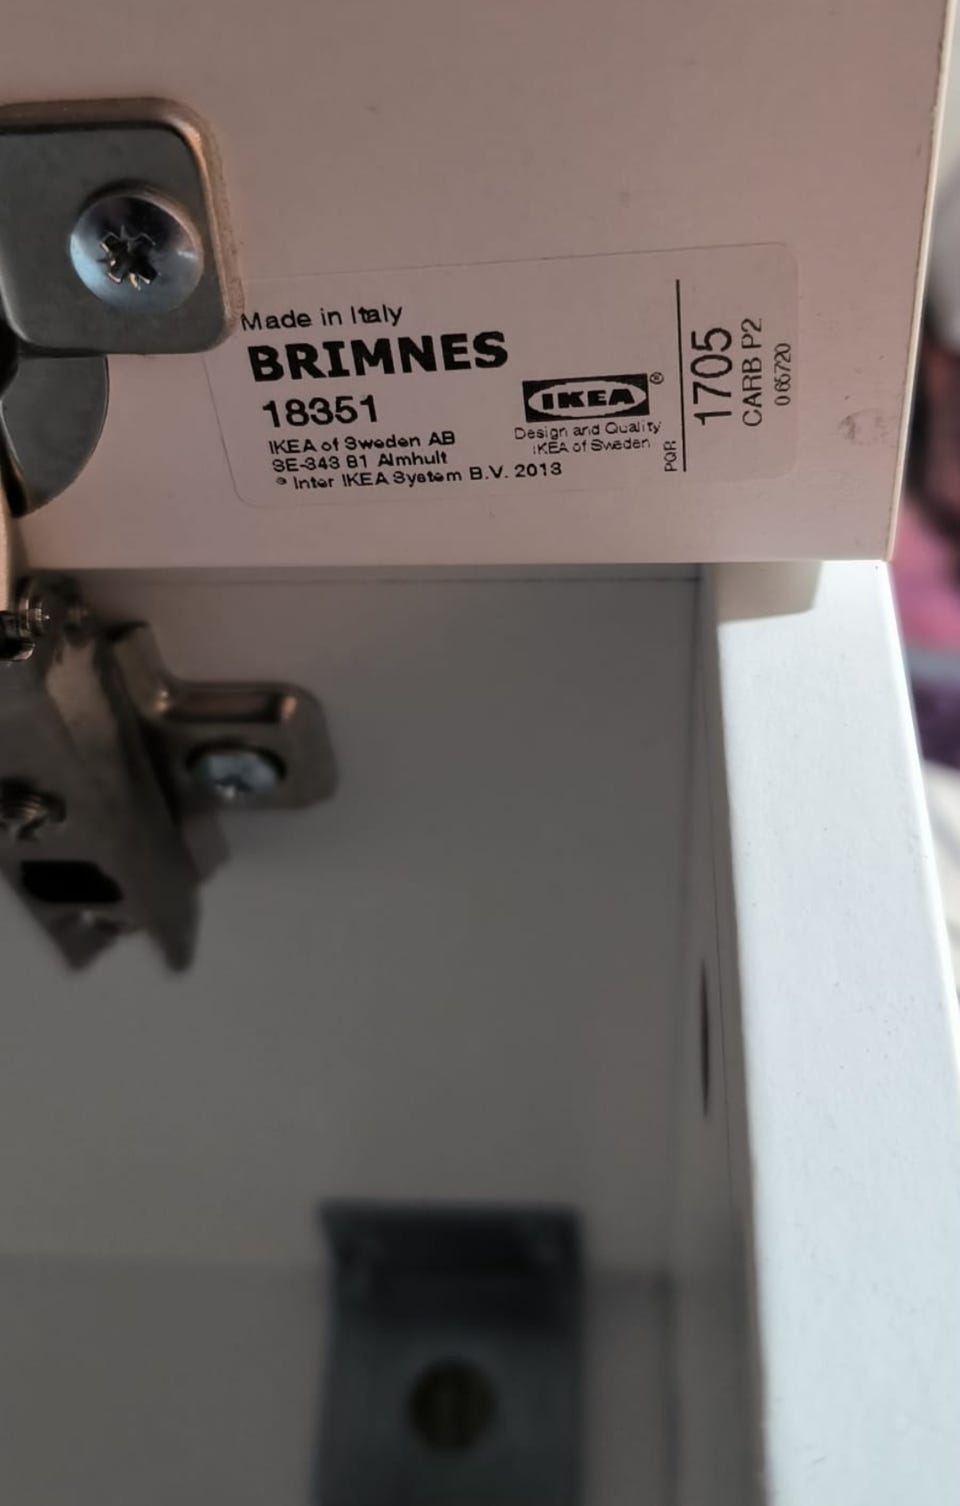 Made in Italy
BRIMNES
18351
IKEA of Sweden AB
SE-343 81 Almhult
® Inter IKEA System B.V. 2013
IKEA®
Design and Quality
IKEA of Sweden
PQR
1705
CARB P2
065720